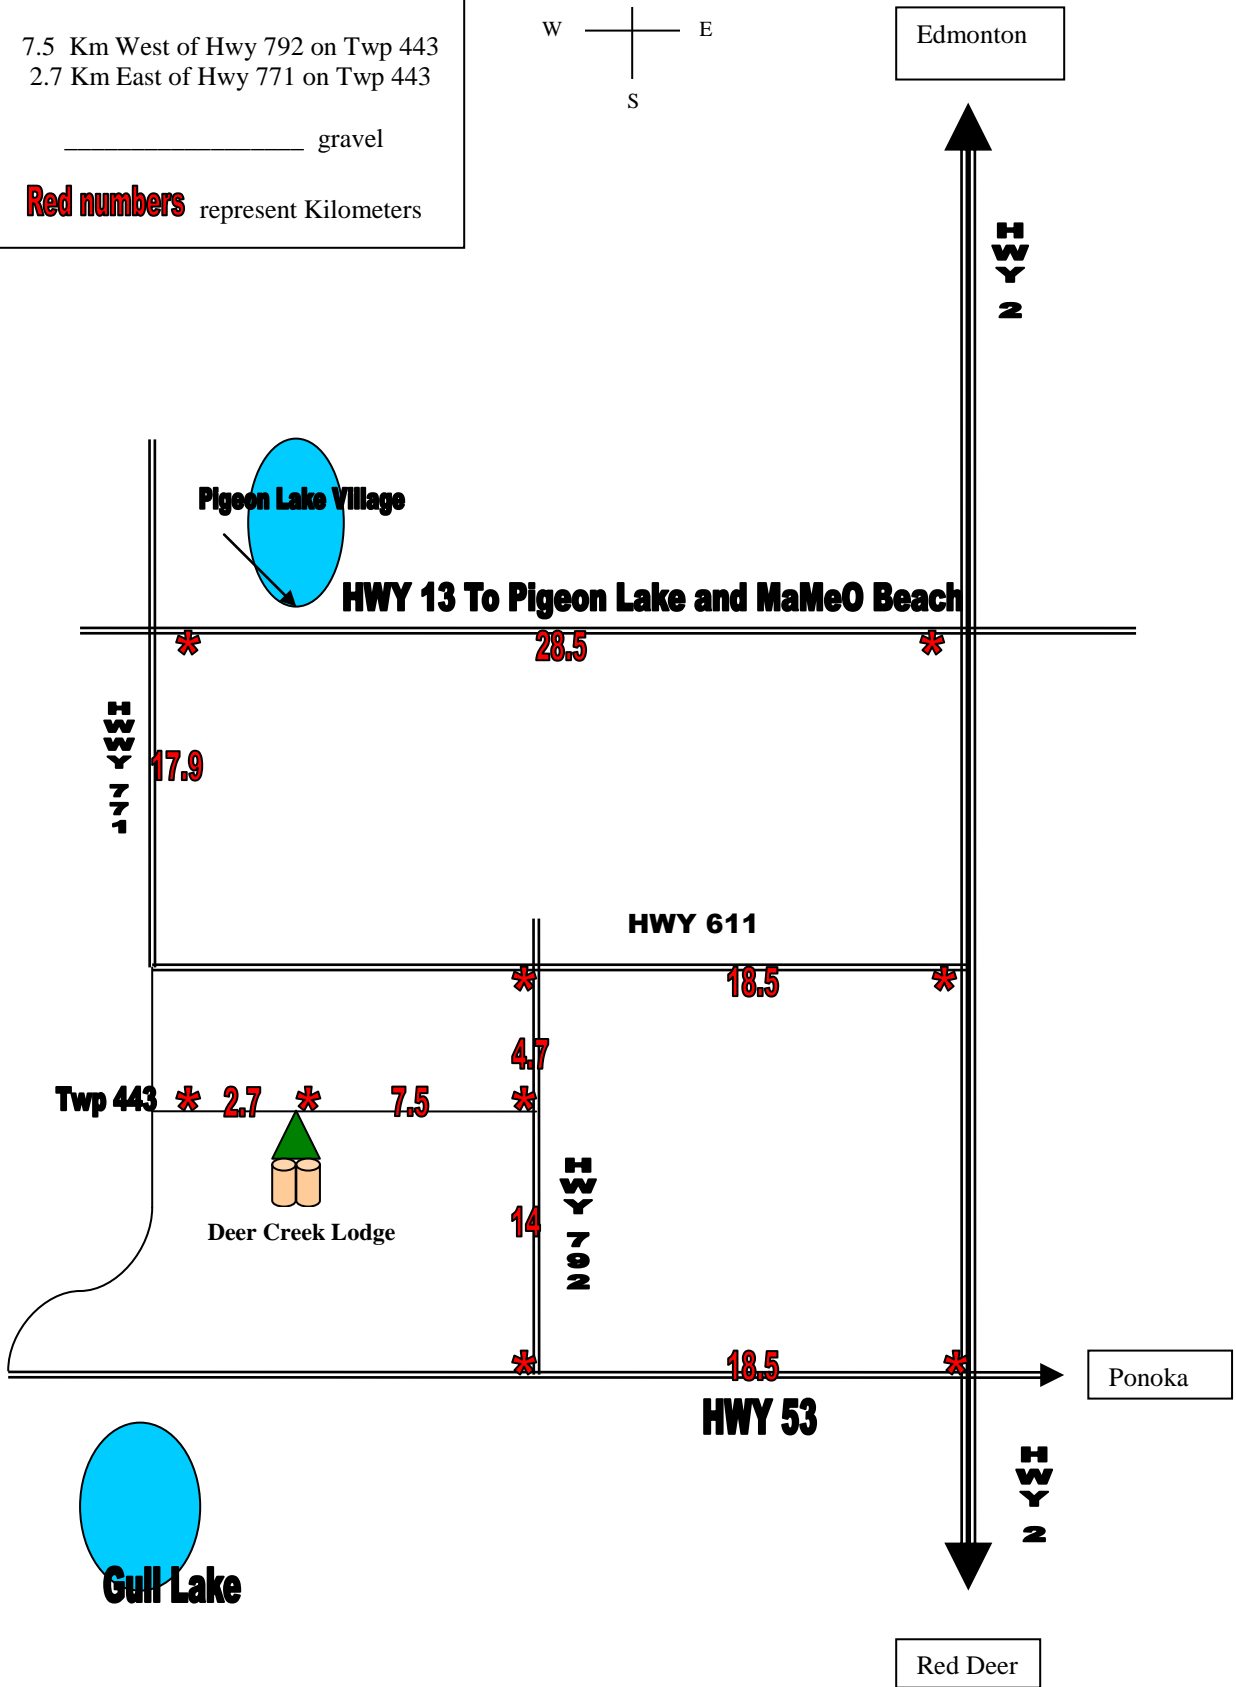 7.5 Km West of Hwy 792 on Twp 443
2.7 Km East of Hwy 771 on Twp 443
__________________ gravel
Red numbers represent Kilometers
W E
S
Edmonton
HWY 2
Pigeon Lake Village
HWY 13 To Pigeon Lake and MaMeO Beach
* 28.5 *
HWWY 771
17.9
HWY 611
* 18.5 *
4.7
Twp 443 * 2.7 * 7.5 *
HWY 792
14
Deer Creek Lodge
* 18.5 *
Ponoka
HWY 53
HWY 2
Gull Lake
Red Deer